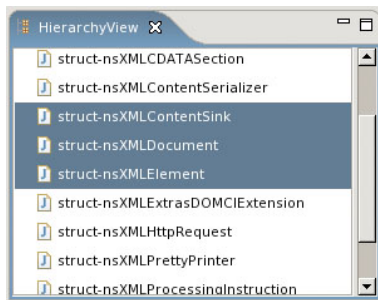 HierarchyView
struct-nsXMLCDATASection
struct-nsXMLContentSerializer
struct-nsXMLContentSink
struct-nsXMLDocument
struct-nsXMLElement
struct-nsXMLExtrasDOMCIExtension
struct-nsXMLHttpRequest
struct-nsXMLPrettyPrinter
struct-nsXMLProcessingInstruction